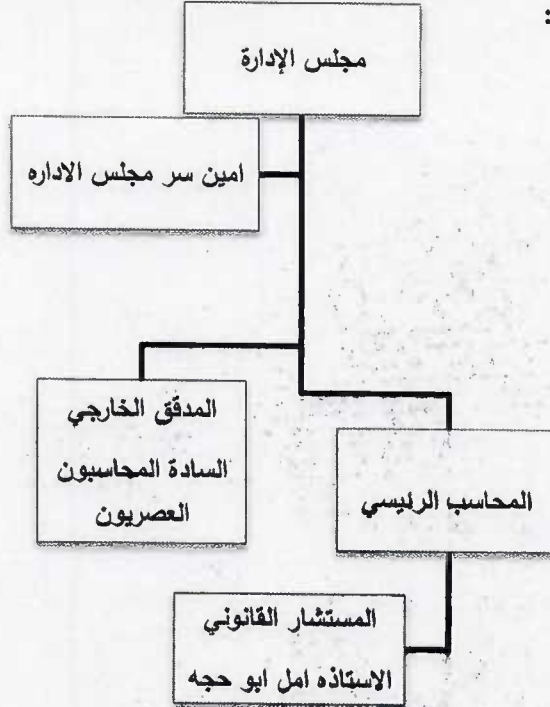 :
مجلس الإدارة
امين سر مجلس الاداره
المدقق الخارجي
السادة المحاسبون
العصريون
المحاسب الرئيسي
المستشار القانوني
الاستاذه امل ابو حجه